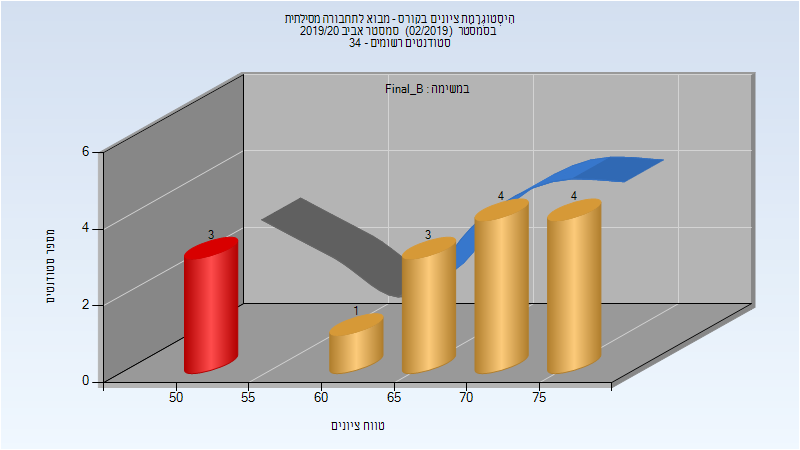 היסטוגרמת ציונים בקורס - מבוא לתחבורה מסילתית
בסמסטר (02/2019) סמסטר אביב 2019/20
סטודנטים רשומים - 34
במשימה : Final_B
מספר סטודנטים
6
4
2
0
3
1
3
4
4
50
55
60
65
70
75
טווח ציונים